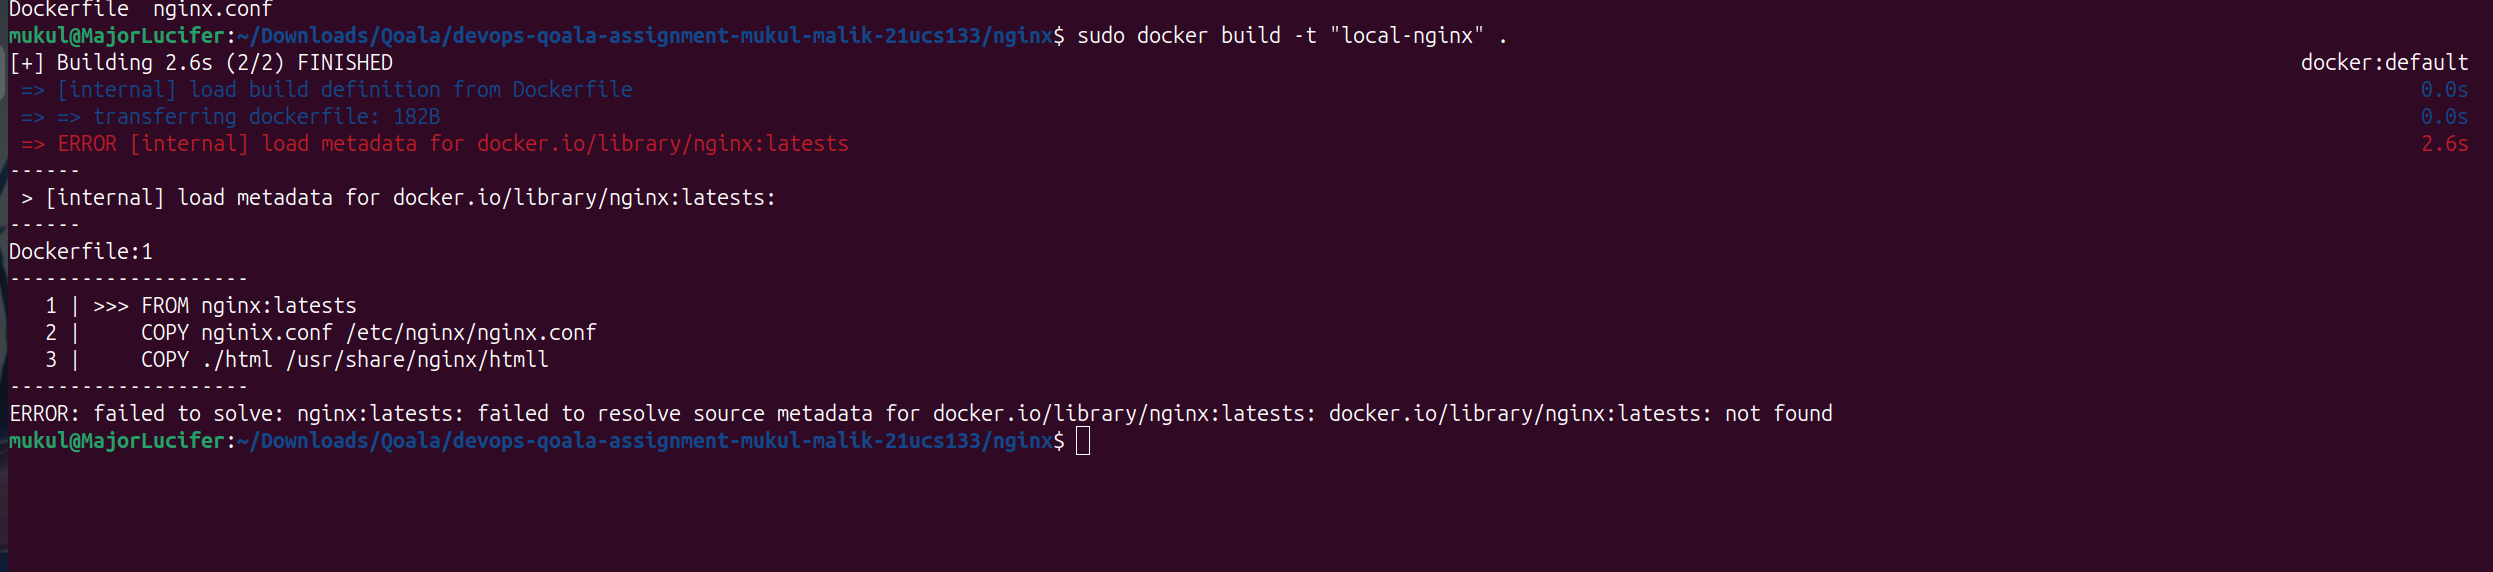 Dockerfile  nginx.conf
mukul@MajorLucifer:~/Downloads/Qoala/devops-qoala-assignment-mukul-malik-21ucs133/nginx$ sudo docker build -t "local-nginx" .
[+] Building 2.6s (2/2) FINISHED docker:default
 => [internal] load build definition from Dockerfile 0.0s
 => => transferring dockerfile: 182B 0.0s
 => ERROR [internal] load metadata for docker.io/library/nginx:latests 2.6s
------
 > [internal] load metadata for docker.io/library/nginx:latests:
------
Dockerfile:1
--------------------
   1 | >>> FROM nginx:latests
   2 |     COPY nginix.conf /etc/nginx/nginx.conf
   3 |     COPY ./html /usr/share/nginx/htmll
--------------------
ERROR: failed to solve: nginx:latests: failed to resolve source metadata for docker.io/library/nginx:latests: docker.io/library/nginx:latests: not found
mukul@MajorLucifer:~/Downloads/Qoala/devops-qoala-assignment-mukul-malik-21ucs133/nginx$